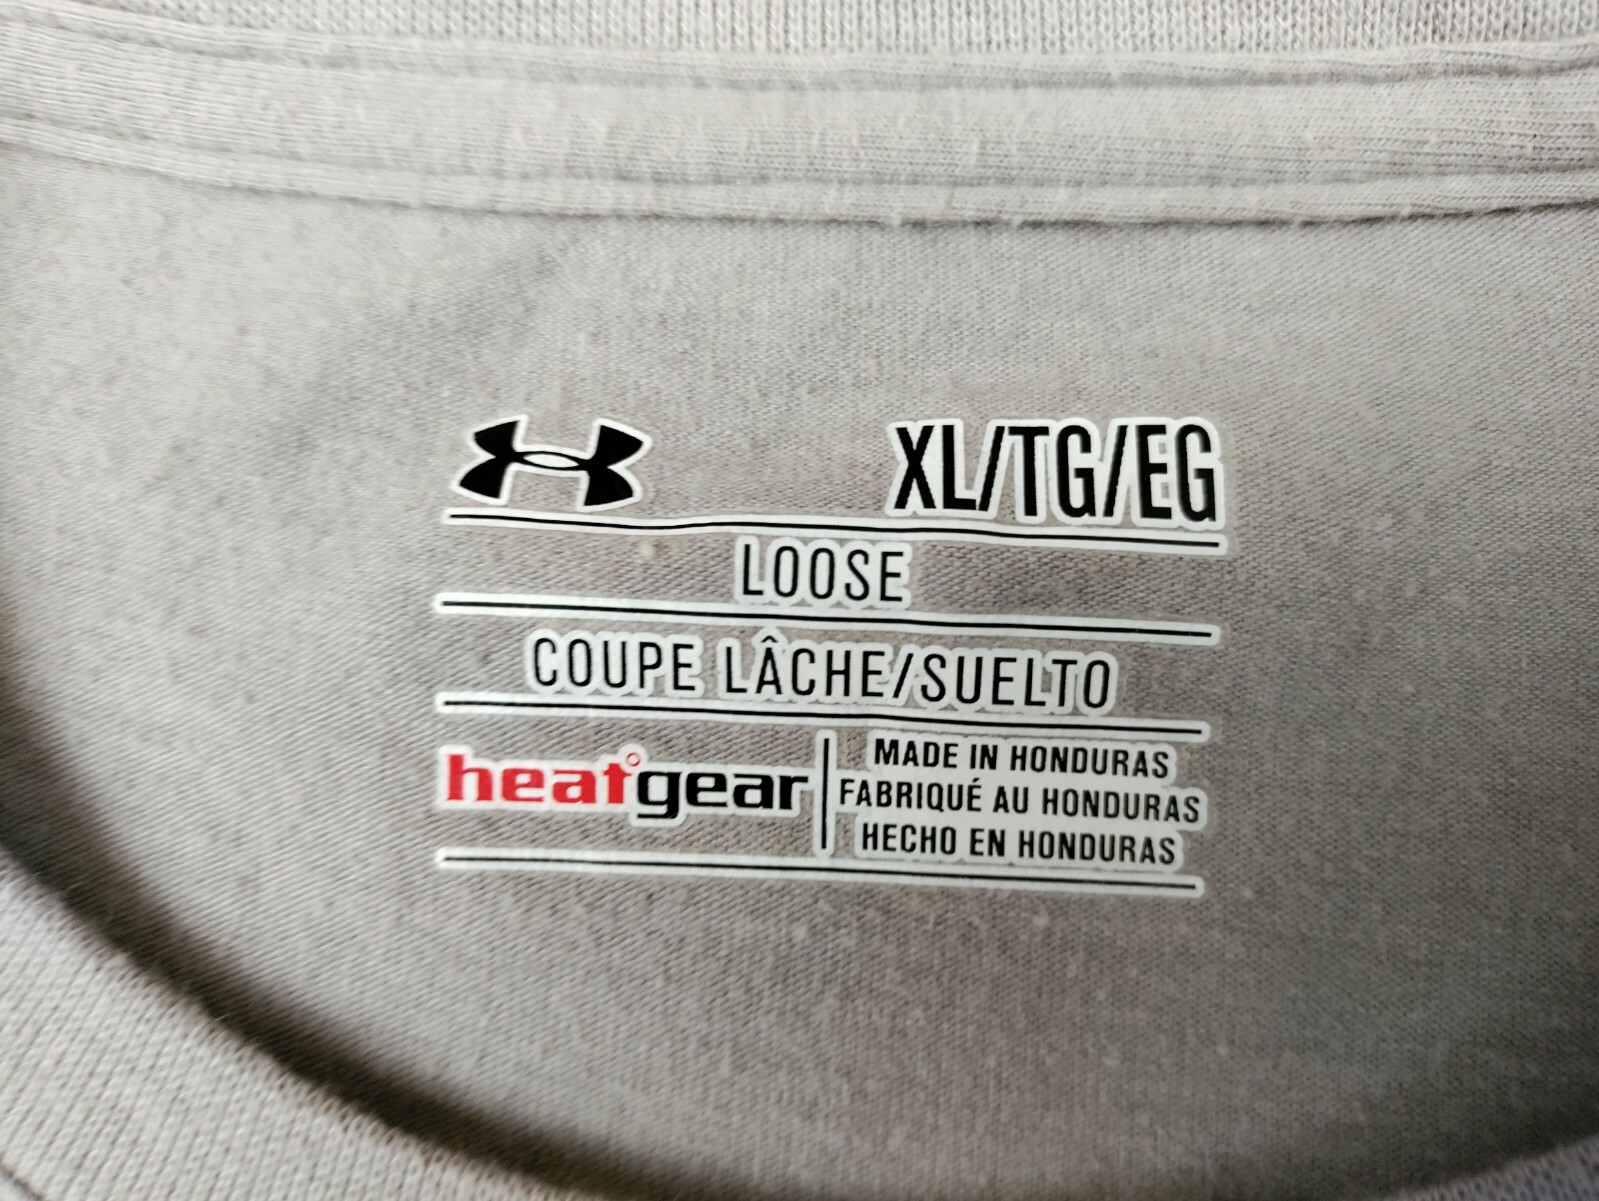 XL/TG/EG
LOOSE
COUPE LÂCHE/SUELTO
heatgear
MADE IN HONDURAS
FABRIQUÉ AU HONDURAS
HECHO EN HONDURAS